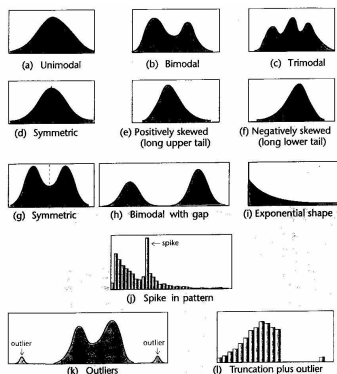 (a) Unimodal
(b) Bimodal
(c) Trimodal
(d) Symmetric
(e) Positively skewed
(long upper tail)
(f) Negatively skewed
(long lower tail)
(g) Symmetric
(h) Bimodal with gap
(i) Exponential shape
spike
(j) Spike in pattern
outlier
outlier
(k) Outliers
(l) Truncation plus outlier